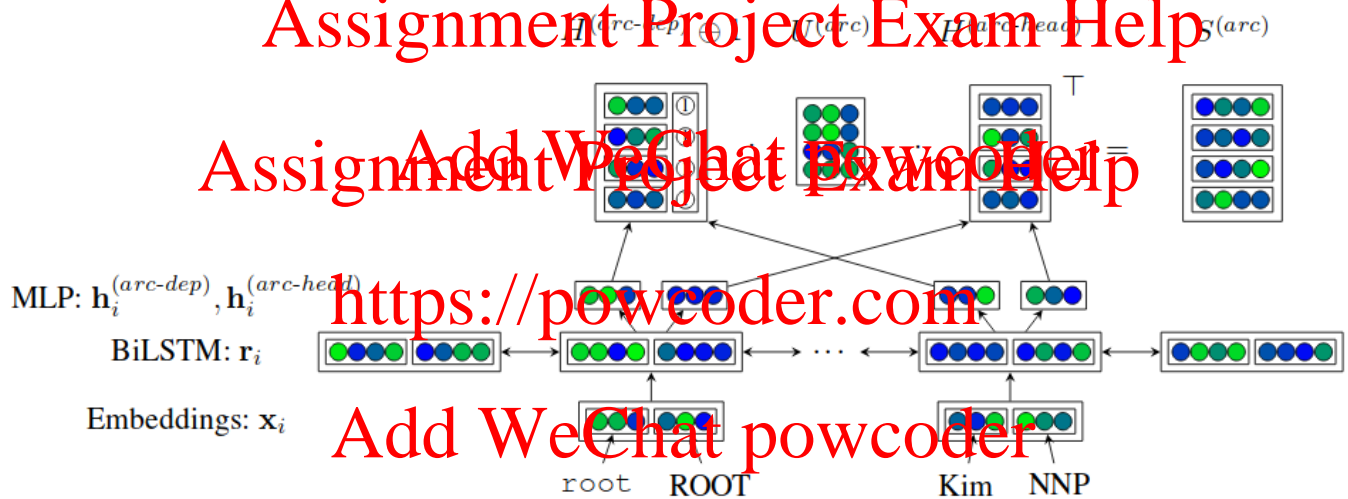 Assignment Project Exam Help
H^(arc-dep) ⊕ 1 U^(arc) H^(arc-head) S^(arc)
⊤
1
Assignment Project Exam Help
Add WeChat powcoder
=
MLP: h_i^(arc-dep), h_i^(arc-head)
https://powcoder.com
BiLSTM: r_i
...
Embeddings: x_i
Add WeChat powcoder
root ROOT Kim NNP